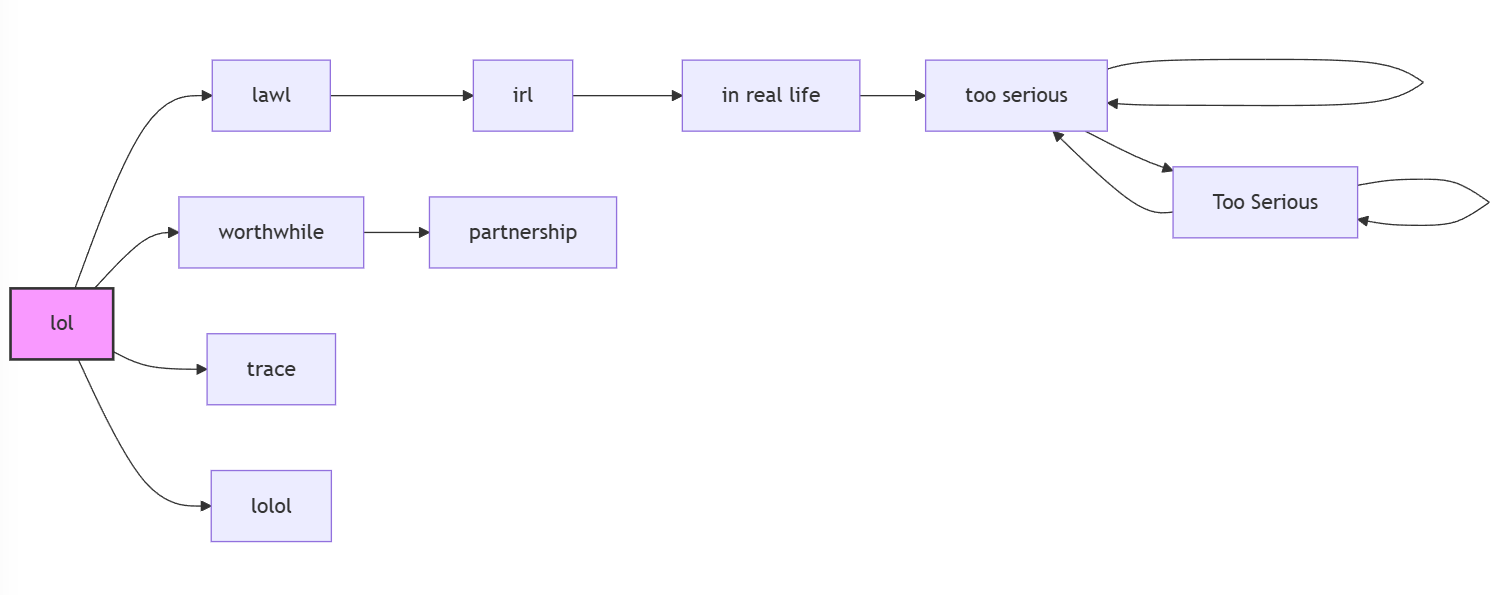 lawl
irl
in real life
too serious
Too Serious
worthwhile
partnership
lol
trace
lolol